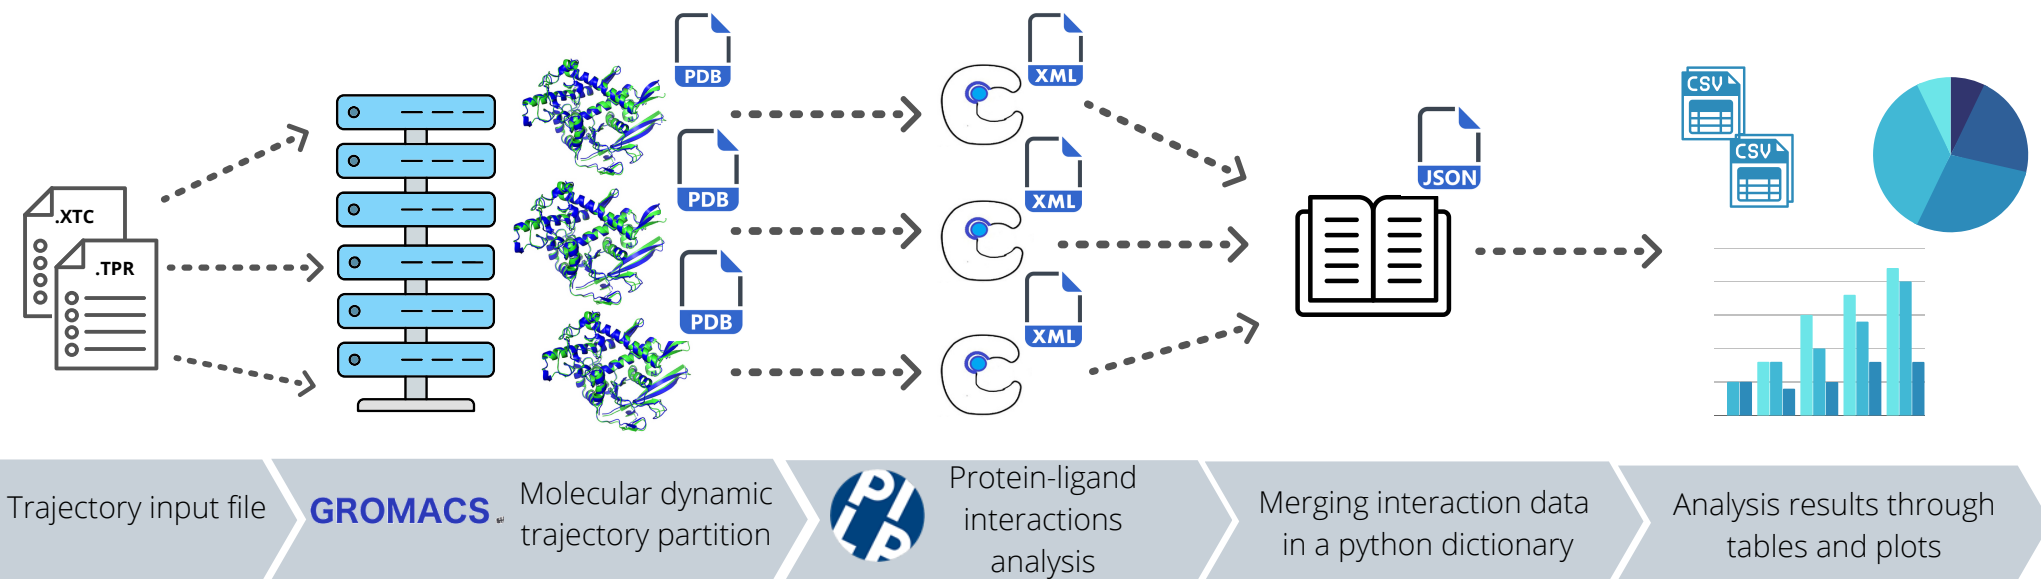 PDB
XML
PDB
XML
PDB
XML
.XTC
.TPR
JSON
CSV
CSV
Trajectory input file
GROMACS
Molecular dynamic
trajectory partition
PLIP
Protein-ligand
interactions
analysis
Merging interaction data
in a python dictionary
Analysis results through
tables and plots